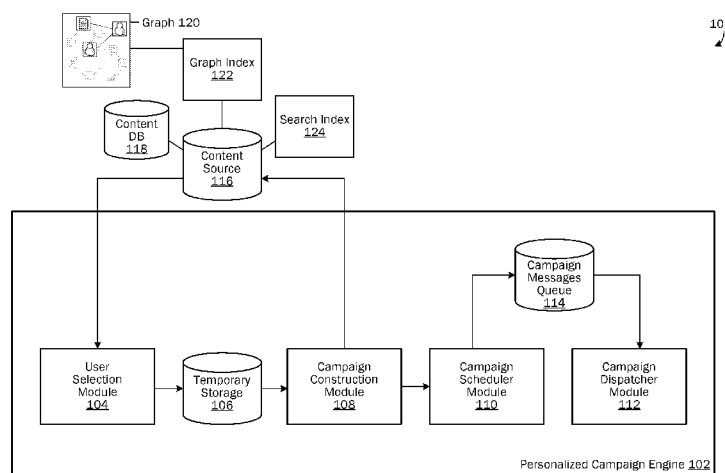 Graph 120
10
Graph Index
122
Search Index
124
Content
DB
118
Content
Source
116
Campaign
Messages
Queue
114
User
Selection
Module
104
Temporary
Storage
106
Campaign
Construction
Module
108
Campaign
Scheduler
Module
110
Campaign
Dispatcher
Module
112
Personalized Campaign Engine 102